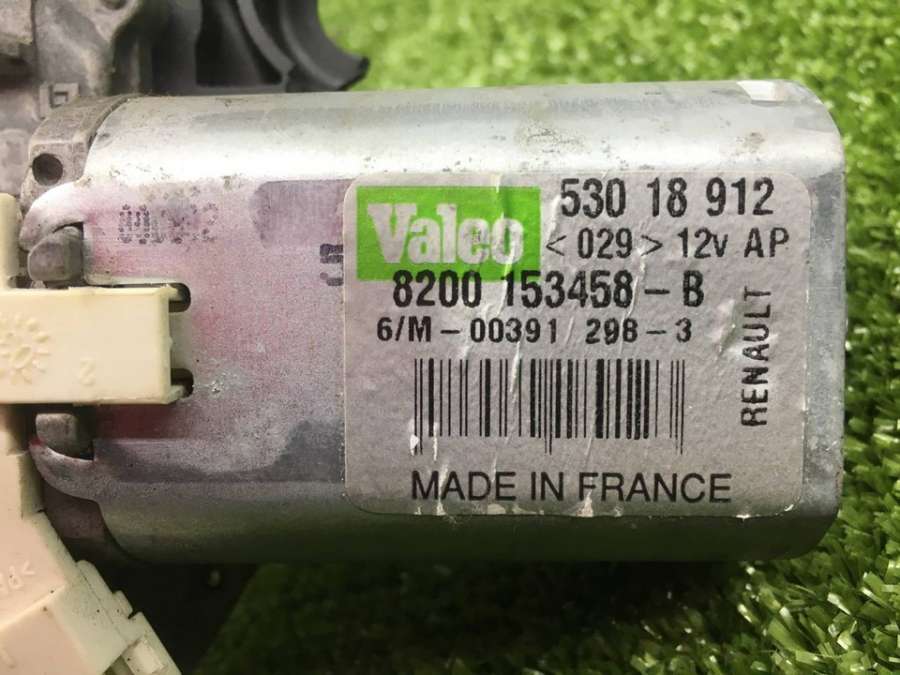 Valeo
530 18 912
< 029 > 12v AP
8200 153458-B
6/M-00391 298-3
RENAULT
MADE IN FRANCE